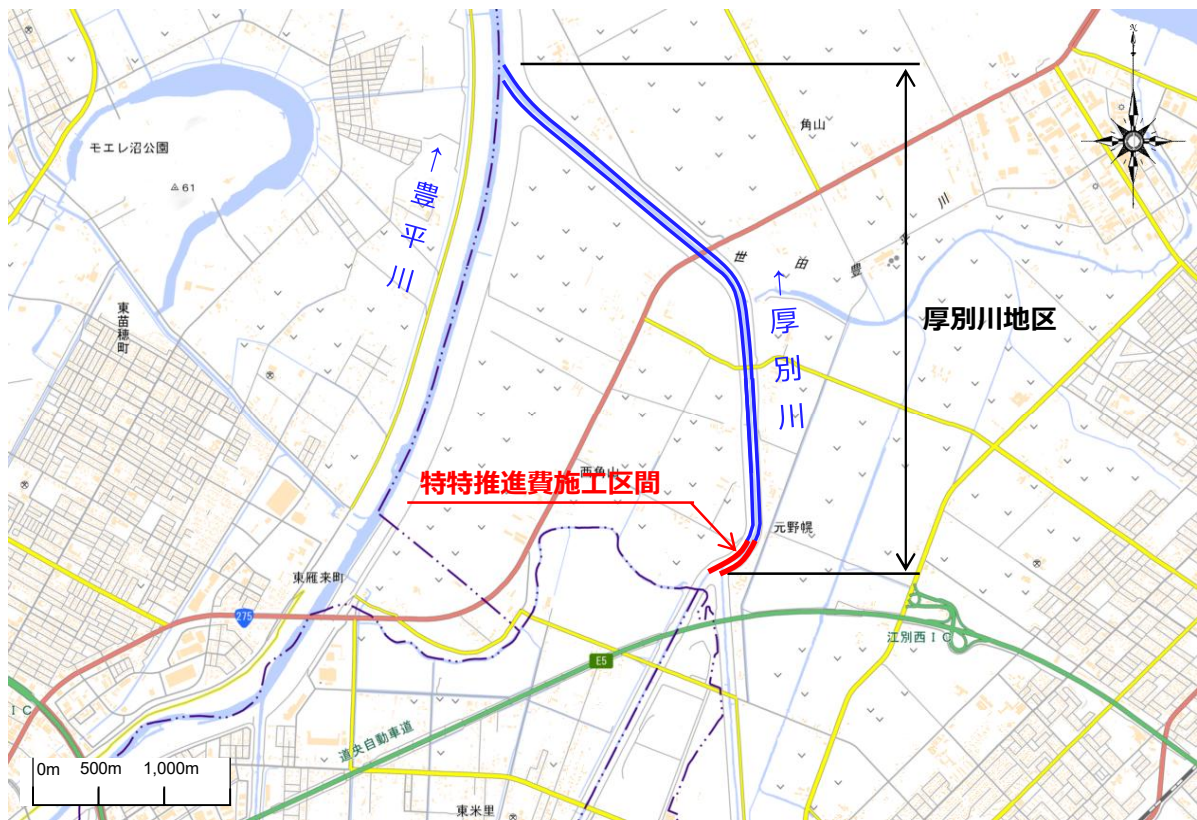 角山
モエレ沼公園
61
↑豊平川
世田豊平川
↑厚別川
厚別川地区
東苗穂町
西角山
特特推進費施工区間
元野幌
東雁来町
275
江別西IC
E5
IC
道央自動車道
0m 500m 1,000m
東米里